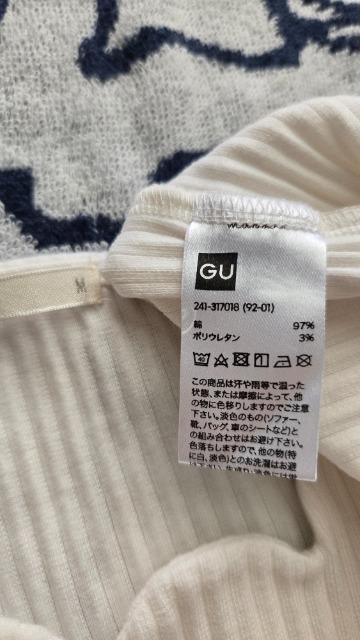 M
GU
241-317018 (92-01)
綿 97%
ポリウレタン 3%
40
この商品は汗や雨等で湿った
状態、または摩擦によって、他
の物に色移りしますのでご注意
下さい。淡色のもの(ソファー、
靴、バッグ、車のシートなど)と
の組み合わせはお避け下さい。
色落ちしますので、他の物(特
に白、淡色)とのお洗濯はお避